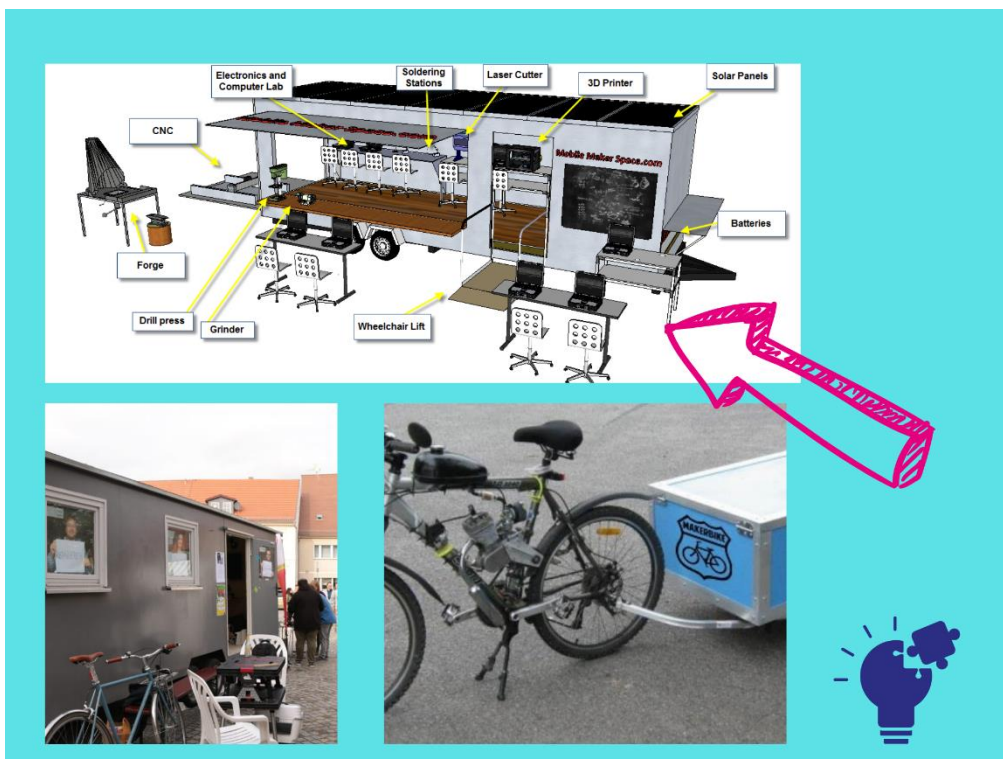 Electronics and
Computer Lab
Soldering
Stations
Laser Cutter
3D Printer
Solar Panels
CNC
Mobile Maker Space.com
Batteries
Forge
Drill press
Grinder
Wheelchair Lift
MAKERBIKE